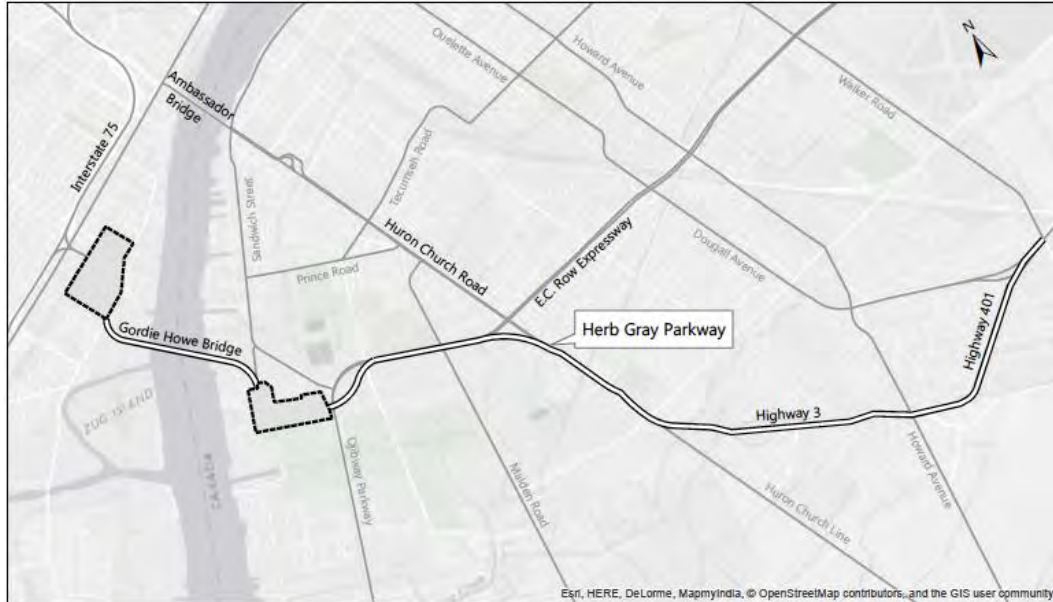 N
Ouelette Avenue
Howard Avenue
Walker Road
Ambassador
Bridge
Interstate 75
Tecumseh Road
Sandwich Street
Huron Church Road
E.C. Row Expressway
Dougall Avenue
Prince Road
Herb Gray Parkway
Highway 401
Gordie Howe Bridge
ZUG ISLAND
Highway 3
CANADA
Ojibway Parkway
Malden Road
Howard Avenue
Huron Church Line
Esri, HERE, DeLorme, MapmyIndia, © OpenStreetMap contributors, and the GIS user community